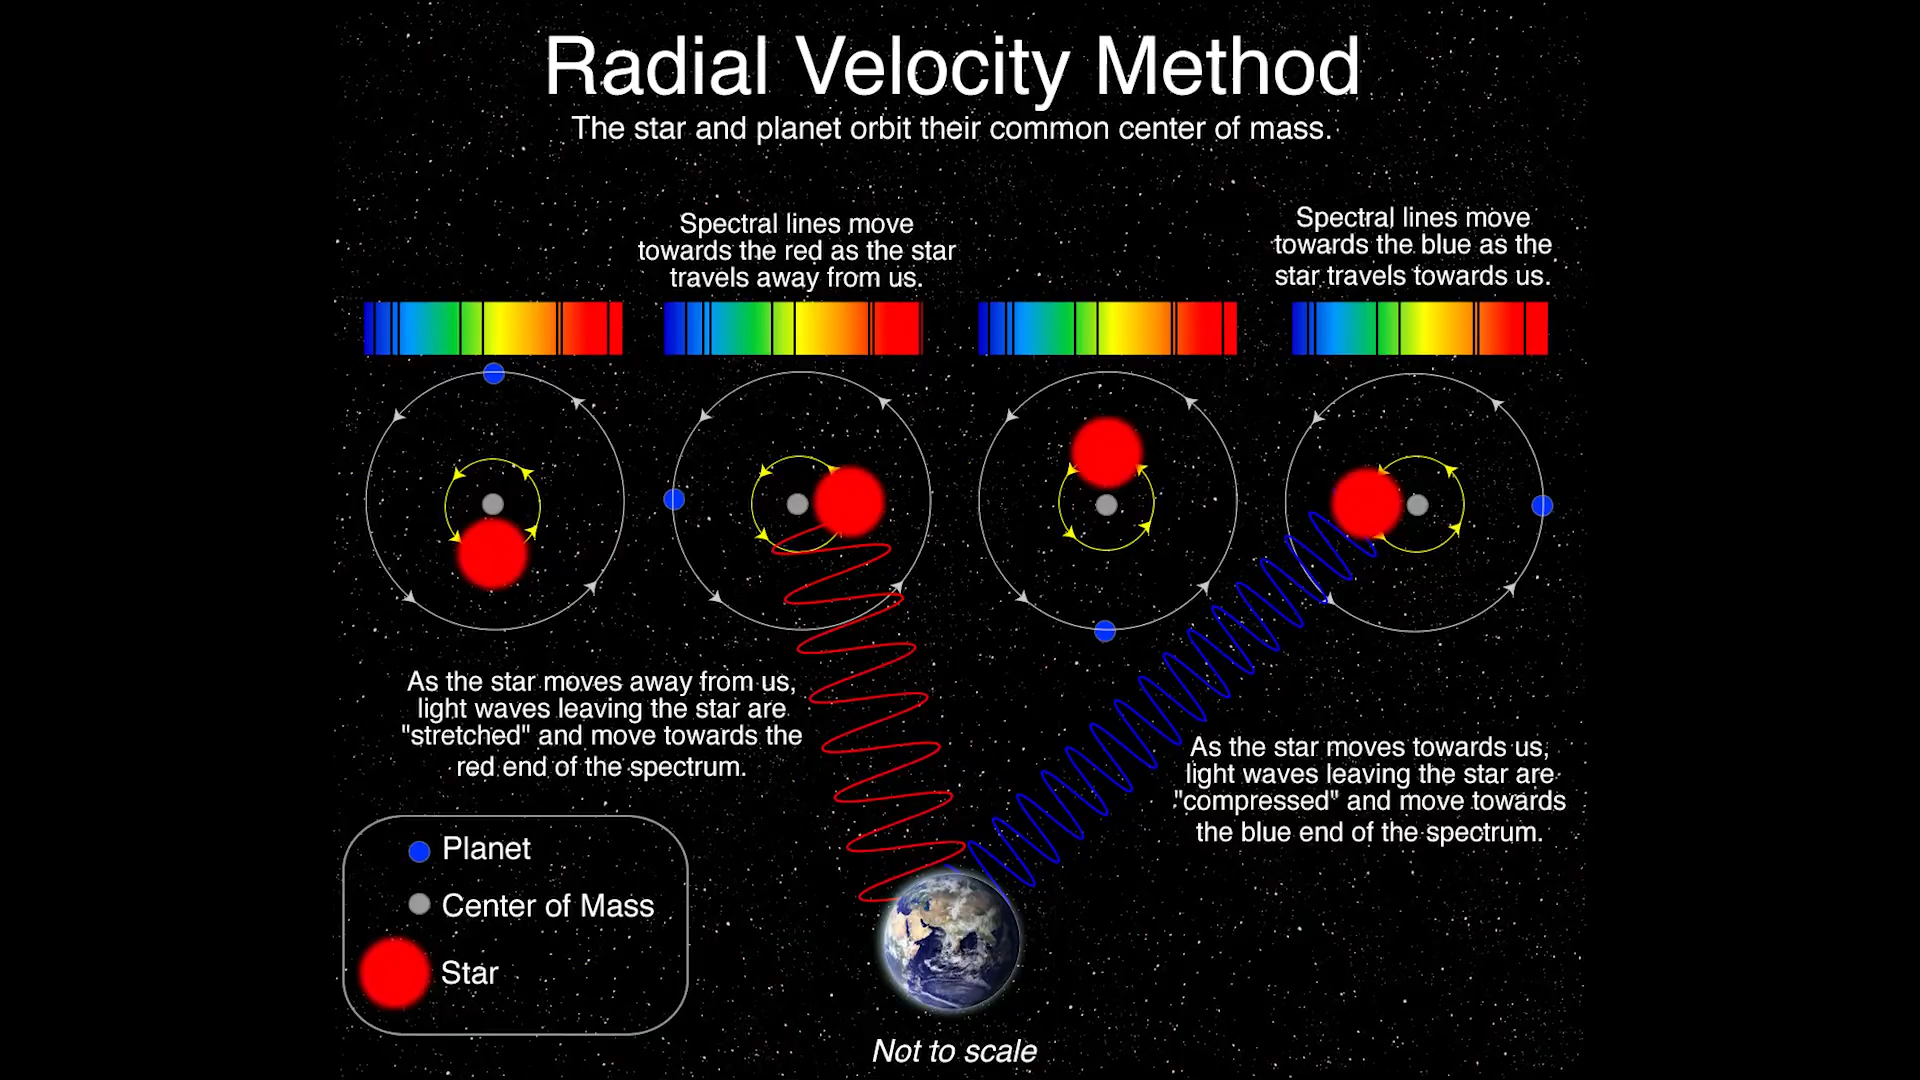 Radial Velocity Method
The star and planet orbit their common center of mass.
Spectral lines move
towards the red as the star
travels away from us.
Spectral lines move
towards the blue as the
star travels towards us.
As the star moves away from us,
light waves leaving the star are
"stretched" and move towards the
red end of the spectrum.
As the star moves towards us,
light waves leaving the star are
"compressed" and move towards
the blue end of the spectrum.
Planet
Center of Mass
Star
Not to scale